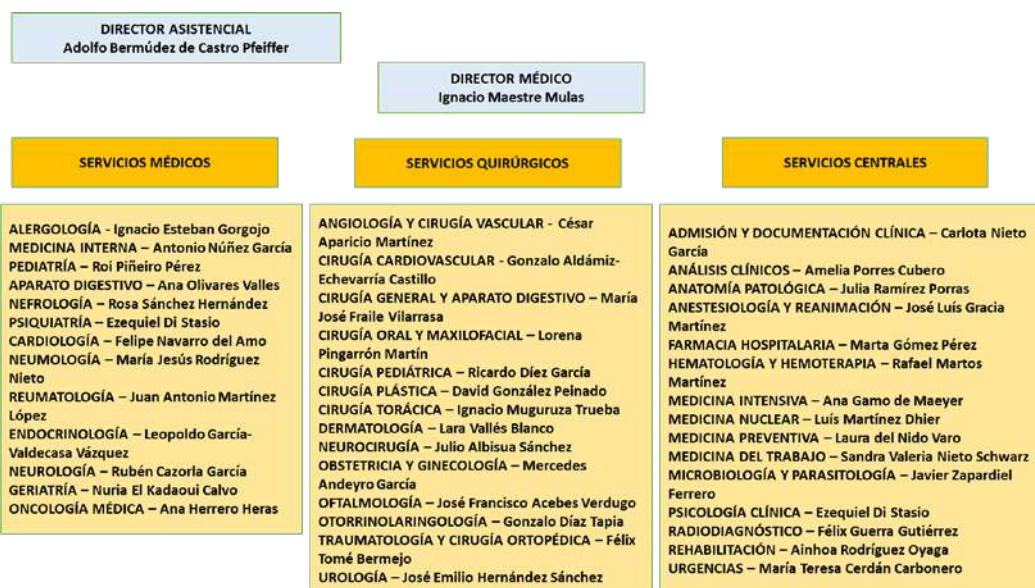 DIRECTOR ASISTENCIAL
Adolfo Bermúdez de Castro Pfeiffer
DIRECTOR MÉDICO
Ignacio Maestre Mulas
SERVICIOS MÉDICOS
ALERGOLOGÍA - Ignacio Esteban Gorgojo
MEDICINA INTERNA – Antonio Núñez García
PEDIATRÍA – Roi Piñeiro Pérez
APARATO DIGESTIVO – Ana Olivares Valles
NEFROLOGÍA – Rosa Sánchez Hernández
PSIQUIATRÍA – Ezequiel Di Stasio
CARDIOLOGÍA – Felipe Navarro del Amo
NEUMOLOGÍA – María Jesús Rodríguez
Nieto
REUMATOLOGÍA – Juan Antonio Martínez
López
ENDOCRINOLOGÍA – Leopoldo García-
Valdecasa Vázquez
NEUROLOGÍA – Rubén Cazorla García
GERIATRÍA – Nuria El Kadaoui Calvo
ONCOLOGÍA MÉDICA – Ana Herrero Heras
SERVICIOS QUIRÚRGICOS
ANGIOLOGÍA Y CIRUGÍA VASCULAR - César
Aparicio Martínez
CIRUGÍA CARDIOVASCULAR - Gonzalo Aldámiz-
Echevarría Castillo
CIRUGÍA GENERAL Y APARATO DIGESTIVO – María
José Fraile Vilarrasa
CIRUGÍA ORAL Y MAXILOFACIAL – Lorena
Pingarrón Martín
CIRUGÍA PEDIÁTRICA – Ricardo Díez García
CIRUGÍA PLÁSTICA – David González Peinado
CIRUGÍA TORÁCICA – Ignacio Muguruza Trueba
DERMATOLOGÍA – Lara Vallés Blanco
NEUROCIRUGÍA – Julio Albisua Sánchez
OBSTETRICIA Y GINECOLOGÍA – Mercedes
Andeyro García
OFTALMOLOGÍA – José Francisco Acebes Verdugo
OTORRINOLARINGOLOGÍA – Gonzalo Díaz Tapia
TRAUMATOLOGÍA Y CIRUGÍA ORTOPÉDICA – Félix
Tomé Bermejo
UROLOGÍA – José Emilio Hernández Sánchez
SERVICIOS CENTRALES
ADMISIÓN Y DOCUMENTACIÓN CLÍNICA – Carlota Nieto
García
ANÁLISIS CLÍNICOS – Amelia Porres Cubero
ANATOMÍA PATOLÓGICA – Julia Ramírez Porras
ANESTESIOLOGÍA Y REANIMACIÓN – José Luís Gracia
Martínez
FARMACIA HOSPITALARIA – Marta Gómez Pérez
HEMATOLOGÍA Y HEMOTERAPIA – Rafael Martos
Martínez
MEDICINA INTENSIVA – Ana Gamo de Maeyer
MEDICINA NUCLEAR – Luís Martínez Dhier
MEDICINA PREVENTIVA – Laura del Nido Varo
MEDICINA DEL TRABAJO – Sandra Valeria Nieto Schwarz
MICROBIOLOGÍA Y PARASITOLOGÍA – Javier Zapardiel
Ferrero
PSICOLOGÍA CLÍNICA – Ezequiel Di Stasio
RADIODIAGNÓSTICO – Félix Guerra Gutiérrez
REHABILITACIÓN – Ainhoa Rodríguez Oyaga
URGENCIAS – María Teresa Cerdán Carbonero